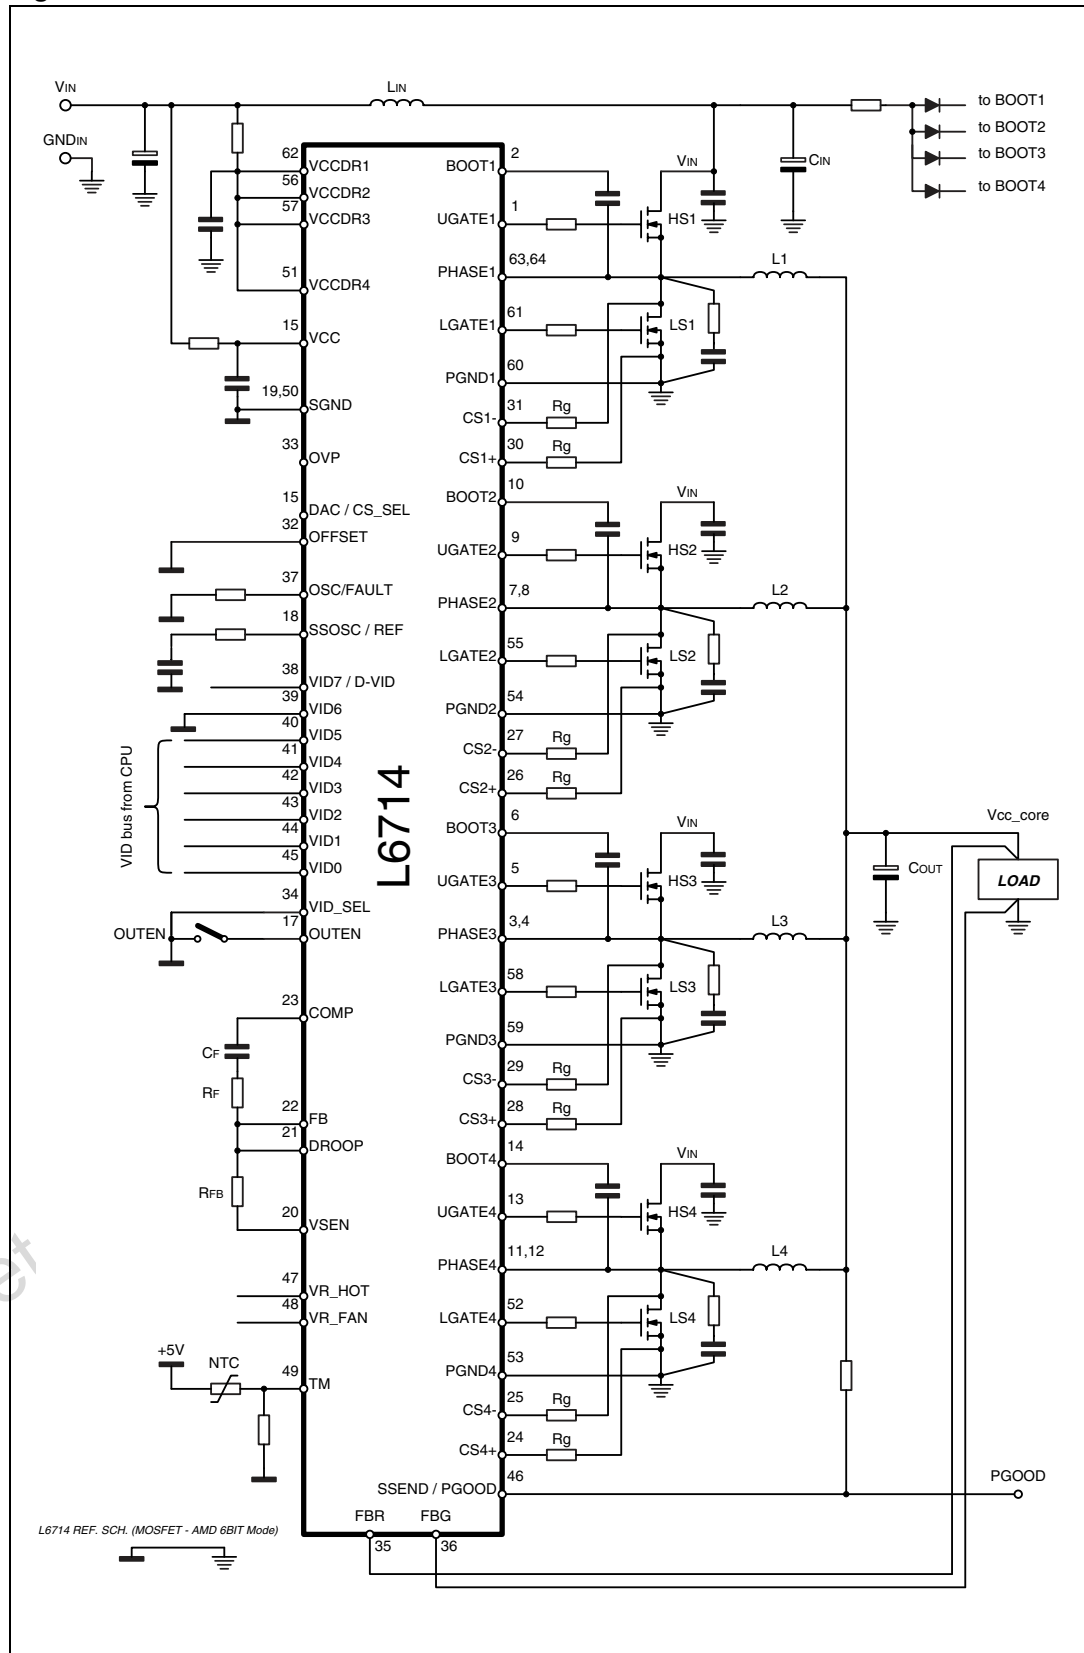 VIN
LIN
to BOOT1
to BOOT2
to BOOT3
to BOOT4
GNDIN
CIN
62
VCCDR1
56
VCCDR2
57
VCCDR3
51
VCCDR4
15
VCC
19,50
SGND
33
OVP
15
DAC / CS_SEL
32
OFFSET
37
OSC/FAULT
18
SSOSC / REF
38
VID7 / D-VID
39
VID6
40
VID5
41
VID4
42
VID3
43
VID2
44
VID1
45
VID0
VID bus from CPU
34
VID_SEL
17
OUTEN
OUTEN
23
COMP
CF
RF
22
FB
21
DROOP
RFB
20
VSEN
47
VR_HOT
48
VR_FAN
+5V
NTC
49
TM
L6714
BOOT1
2
VIN
UGATE1
1
HS1
PHASE1
63,64
L1
LGATE1
61
LS1
PGND1
60
CS1-
31
Rg
CS1+
30
Rg
BOOT2
10
VIN
UGATE2
9
HS2
PHASE2
7,8
L2
LGATE2
55
LS2
PGND2
54
CS2-
27
Rg
CS2+
26
Rg
BOOT3
6
VIN
UGATE3
5
HS3
PHASE3
3,4
L3
LGATE3
58
LS3
PGND3
59
CS3-
29
Rg
CS3+
28
Rg
BOOT4
14
VIN
UGATE4
13
HS4
PHASE4
11,12
L4
LGATE4
52
LS4
PGND4
53
CS4-
25
Rg
CS4+
24
Rg
SSEND / PGOOD
46
PGOOD
Vcc_core
COUT
LOAD
FBR
FBG
35
36
L6714 REF. SCH. (MOSFET - AMD 6BIT Mode)